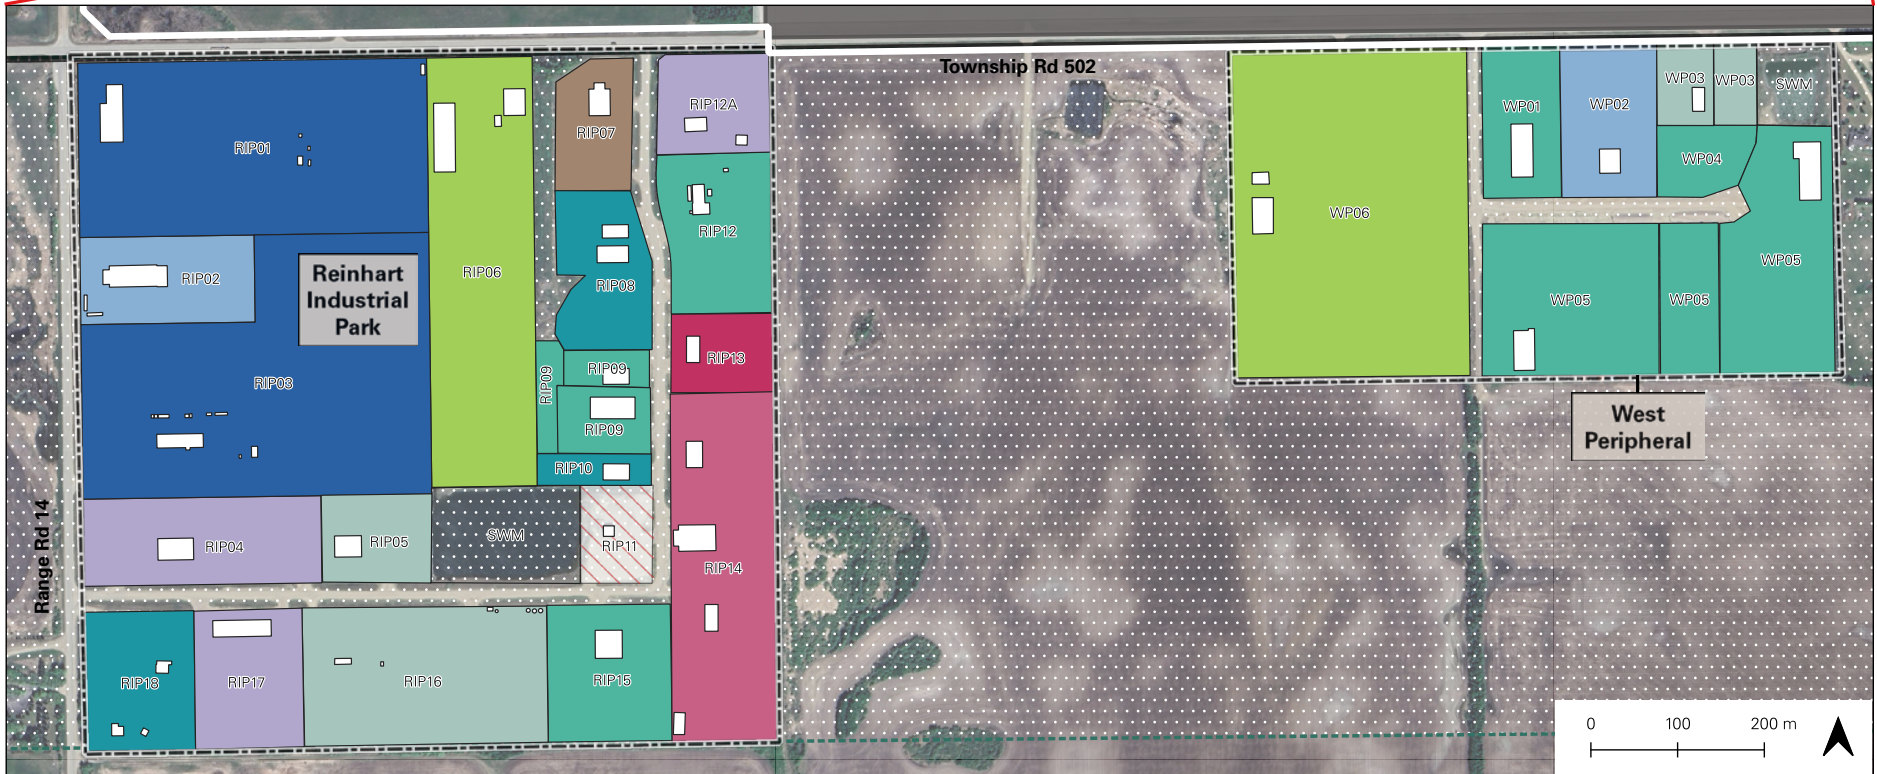 Township Rd 502
RIP01
RIP07
RIP12A
WP01
WP02
WP03
WP03
SWM
WP04
RIP02
Reinhart
Industrial
Park
RIP06
RIP08
RIP12
WP06
WP05
WP05
WP05
RIP03
RIP09
RIP09
RIP09
RIP13
West
Peripheral
RIP10
Range Rd 14
RIP04
RIP05
SWM
RIP11
RIP14
RIP18
RIP17
RIP16
RIP15
0 100 200 m